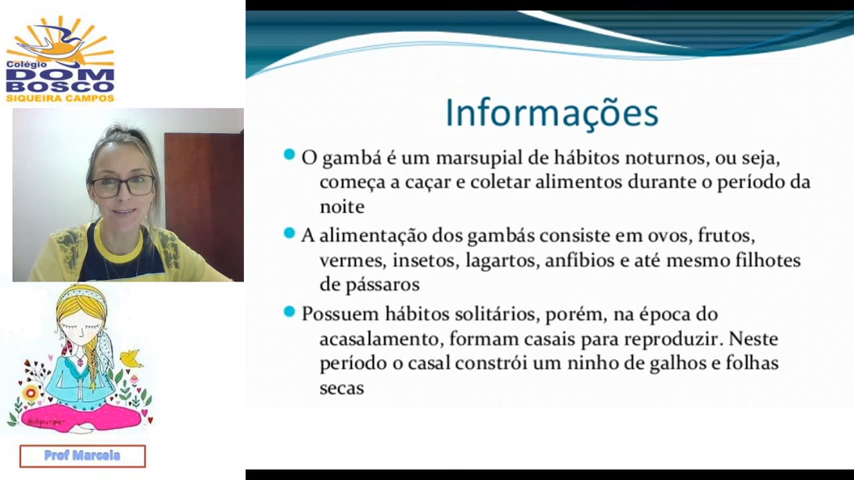 Colégio
DOM
BOSCO
SIQUEIRA CAMPOS
Informações
O gambá é um marsupial de hábitos noturnos, ou seja,
começa a caçar e coletar alimentos durante o período da
noite
A alimentação dos gambás consiste em ovos, frutos,
vermes, insetos, lagartos, anfíbios e até mesmo filhotes
de pássaros
Possuem hábitos solitários, porém, na época do
acasalamento, formam casais para reproduzir. Neste
período o casal constrói um ninho de galhos e folhas
secas
Prof Marcela